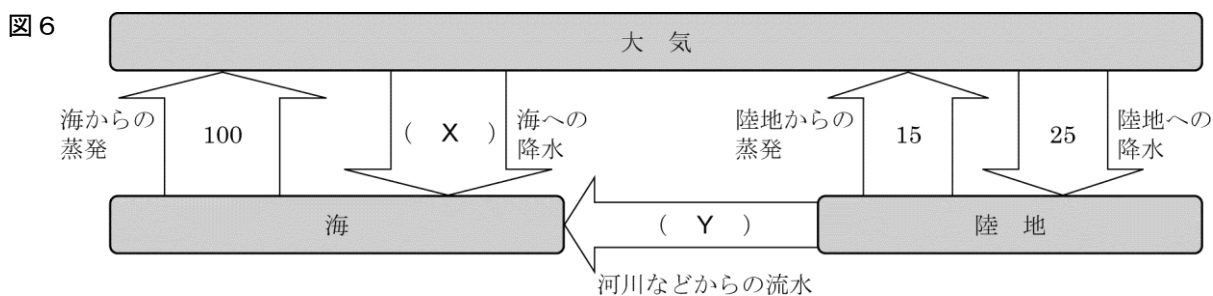 図6
大 気
海からの
蒸発
100
( X )
海への
降水
陸地からの
蒸発
15
25
陸地への
降水
海
( Y )
陸 地
河川などからの流水